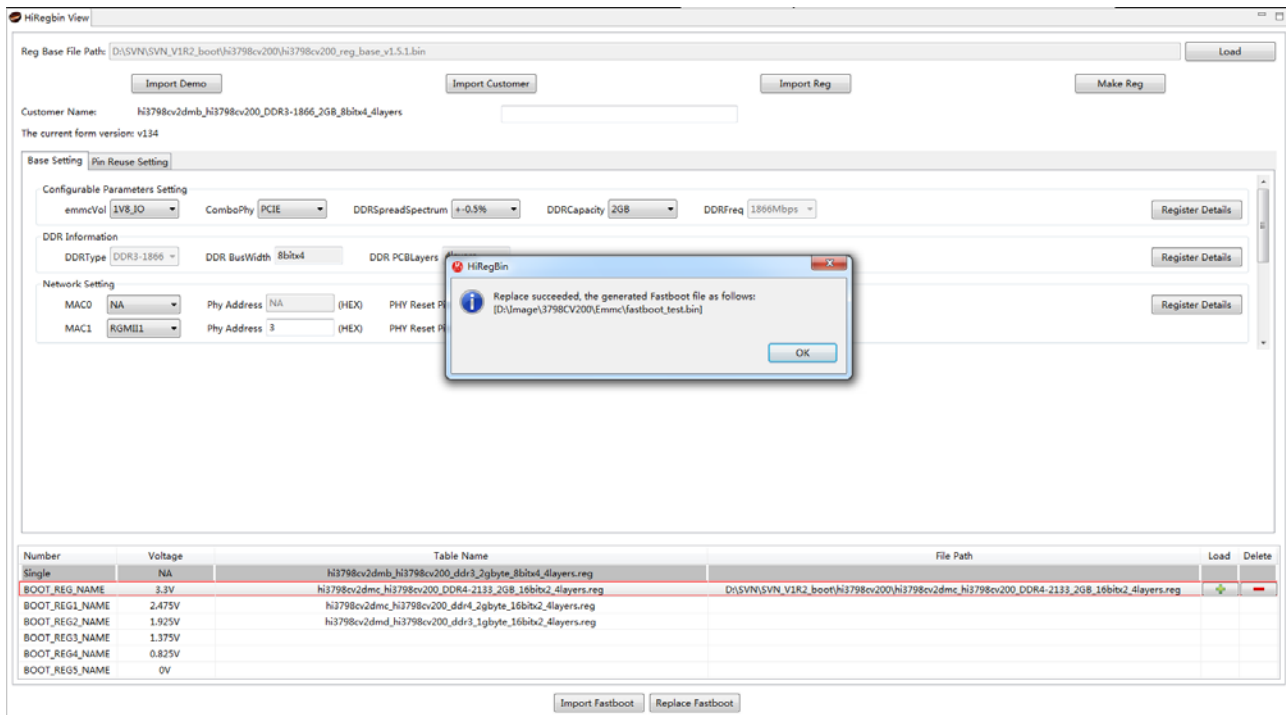 HiRegbin View
Reg Base File Path: D:\SVN\SVN_V1R2_boot\hi3798cv200\hi3798cv200_reg_base_v1.5.1.bin Load
Import Demo Import Customer Import Reg Make Reg
Customer Name: hi3798cv2dmb_hi3798cv200_DDR3-1866_2GB_8bitx4_4layers
The current form version: v134
Base Setting Pin Reuse Setting
Configurable Parameters Setting
emmcVol 1V8_IO ComboPhy PCIE DDRSpreadSpectrum +-0.5% DDRCapacity 2GB DDRFreq 1866Mbps Register Details
DDR Information
DDRType DDR3-1866 DDR BusWidth 8bitx4 DDR PCBLayers Register Details
Network Setting
MAC0 NA Phy Address NA (HEX) PHY Reset Register Details
MAC1 RGMII1 Phy Address 3 (HEX) PHY Reset
HiRegBin
Replace succeeded, the generated Fastboot file as follows:
[D:\Image\3798CV200\Emmc\fastboot_test.bin]
OK
Number Voltage Table Name File Path Load Delete
Single NA hi3798cv2dmb_hi3798cv200_ddr3_2gbyte_8bitx4_4layers.reg
BOOT_REG_NAME 3.3V hi3798cv2dmc_hi3798cv200_DDR4-2133_2GB_16bitx2_4layers.reg D:\SVN\SVN_V1R2_boot\hi3798cv200\hi3798cv2dmc_hi3798cv200_DDR4-2133_2GB_16bitx2_4layers.reg
BOOT_REG1_NAME 2.475V hi3798cv2dmc_hi3798cv200_ddr4_2gbyte_16bitx2_4layers.reg
BOOT_REG2_NAME 1.925V hi3798cv2dmd_hi3798cv200_ddr3_1gbyte_16bitx2_4layers.reg
BOOT_REG3_NAME 1.375V
BOOT_REG4_NAME 0.825V
BOOT_REG5_NAME 0V
Import Fastboot Replace Fastboot